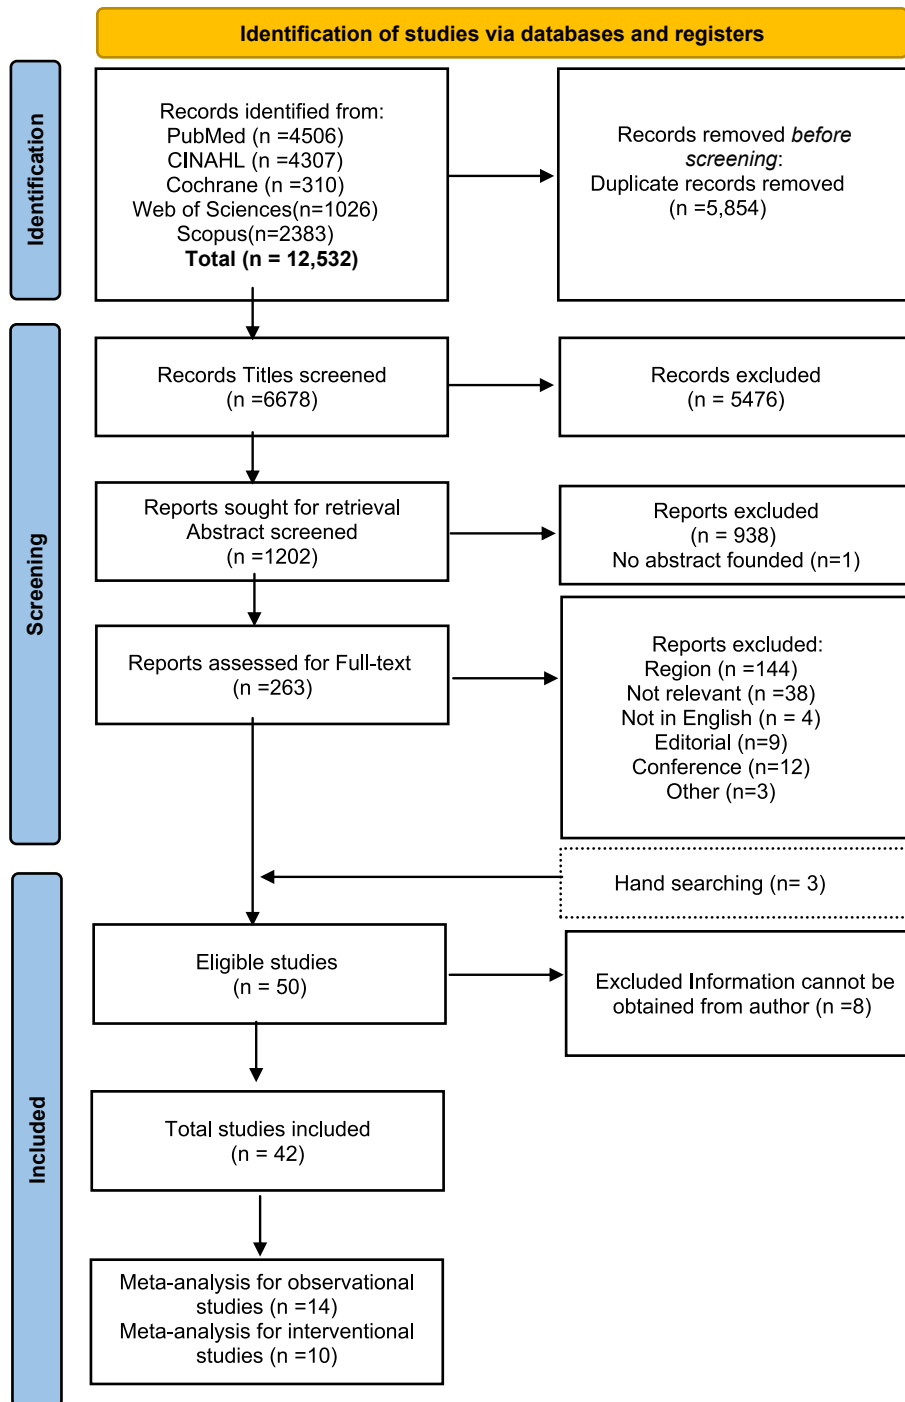 Identification of studies via databases and registers
Identification
Records identified from:
PubMed (n =4506)
CINAHL (n =4307)
Cochrane (n =310)
Web of Sciences(n=1026)
Scopus(n=2383)
Total (n = 12,532)
Records removed before
screening:
Duplicate records removed
(n =5,854)
Screening
Records Titles screened
(n =6678)
Records excluded
(n = 5476)
Reports sought for retrieval
Abstract screened
(n =1202)
Reports excluded
(n = 938)
No abstract founded (n=1)
Reports assessed for Full-text
(n =263)
Reports excluded:
Region (n =144)
Not relevant (n =38)
Not in English (n = 4)
Editorial (n=9)
Conference (n=12)
Other (n=3)
Hand searching (n= 3)
Included
Eligible studies
(n = 50)
Excluded Information cannot be
obtained from author (n =8)
Total studies included
(n = 42)
Meta-analysis for observational
studies (n =14)
Meta-analysis for interventional
studies (n =10)